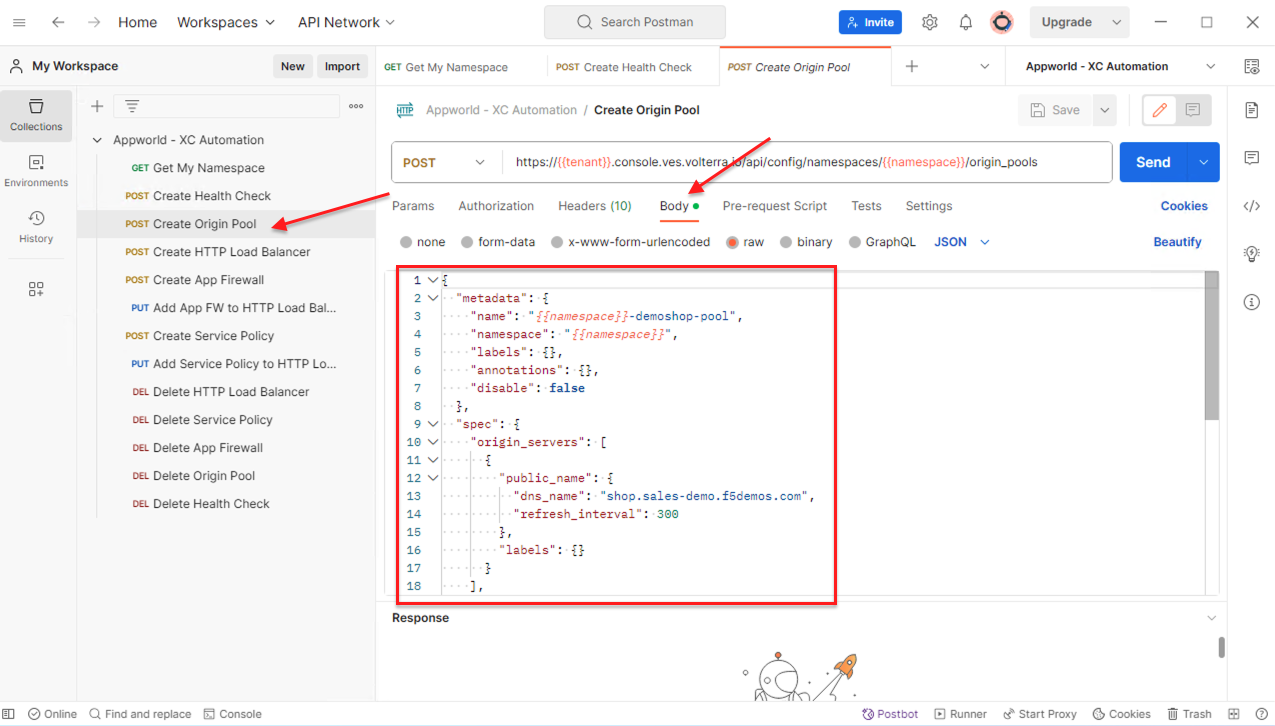 Home Workspaces API Network Search Postman Invite Upgrade
My Workspace New Import GET Get My Namespace POST Create Health Check POST Create Origin Pool Appworld - XC Automation
Collections
Environments
History
Appworld - XC Automation
GET Get My Namespace
POST Create Health Check
POST Create Origin Pool
POST Create HTTP Load Balancer
POST Create App Firewall
PUT Add App FW to HTTP Load Bal...
POST Create Service Policy
PUT Add Service Policy to HTTP Lo...
DEL Delete HTTP Load Balancer
DEL Delete Service Policy
DEL Delete App Firewall
DEL Delete Origin Pool
DEL Delete Health Check
HTTP Appworld - XC Automation / Create Origin Pool Save
POST https://{{tenant}}.console.ves.volterra.io/api/config/namespaces/{{namespace}}/origin_pools Send
Params Authorization Headers (10) Body Pre-request Script Tests Settings Cookies
none form-data x-www-form-urlencoded raw binary GraphQL JSON Beautify
1 {
2 "metadata": {
3 "name": "{{namespace}}-demoshop-pool",
4 "namespace": "{{namespace}}",
5 "labels": {},
6 "annotations": {},
7 "disable": false
8 },
9 "spec": {
10 "origin_servers": [
11 {
12 "public_name": {
13 "dns_name": "shop.sales-demo.f5demos.com",
14 "refresh_interval": 300
15 },
16 "labels": {}
17 }
18 ],
Response
Online Find and replace Console Postbot Runner Start Proxy Cookies Trash